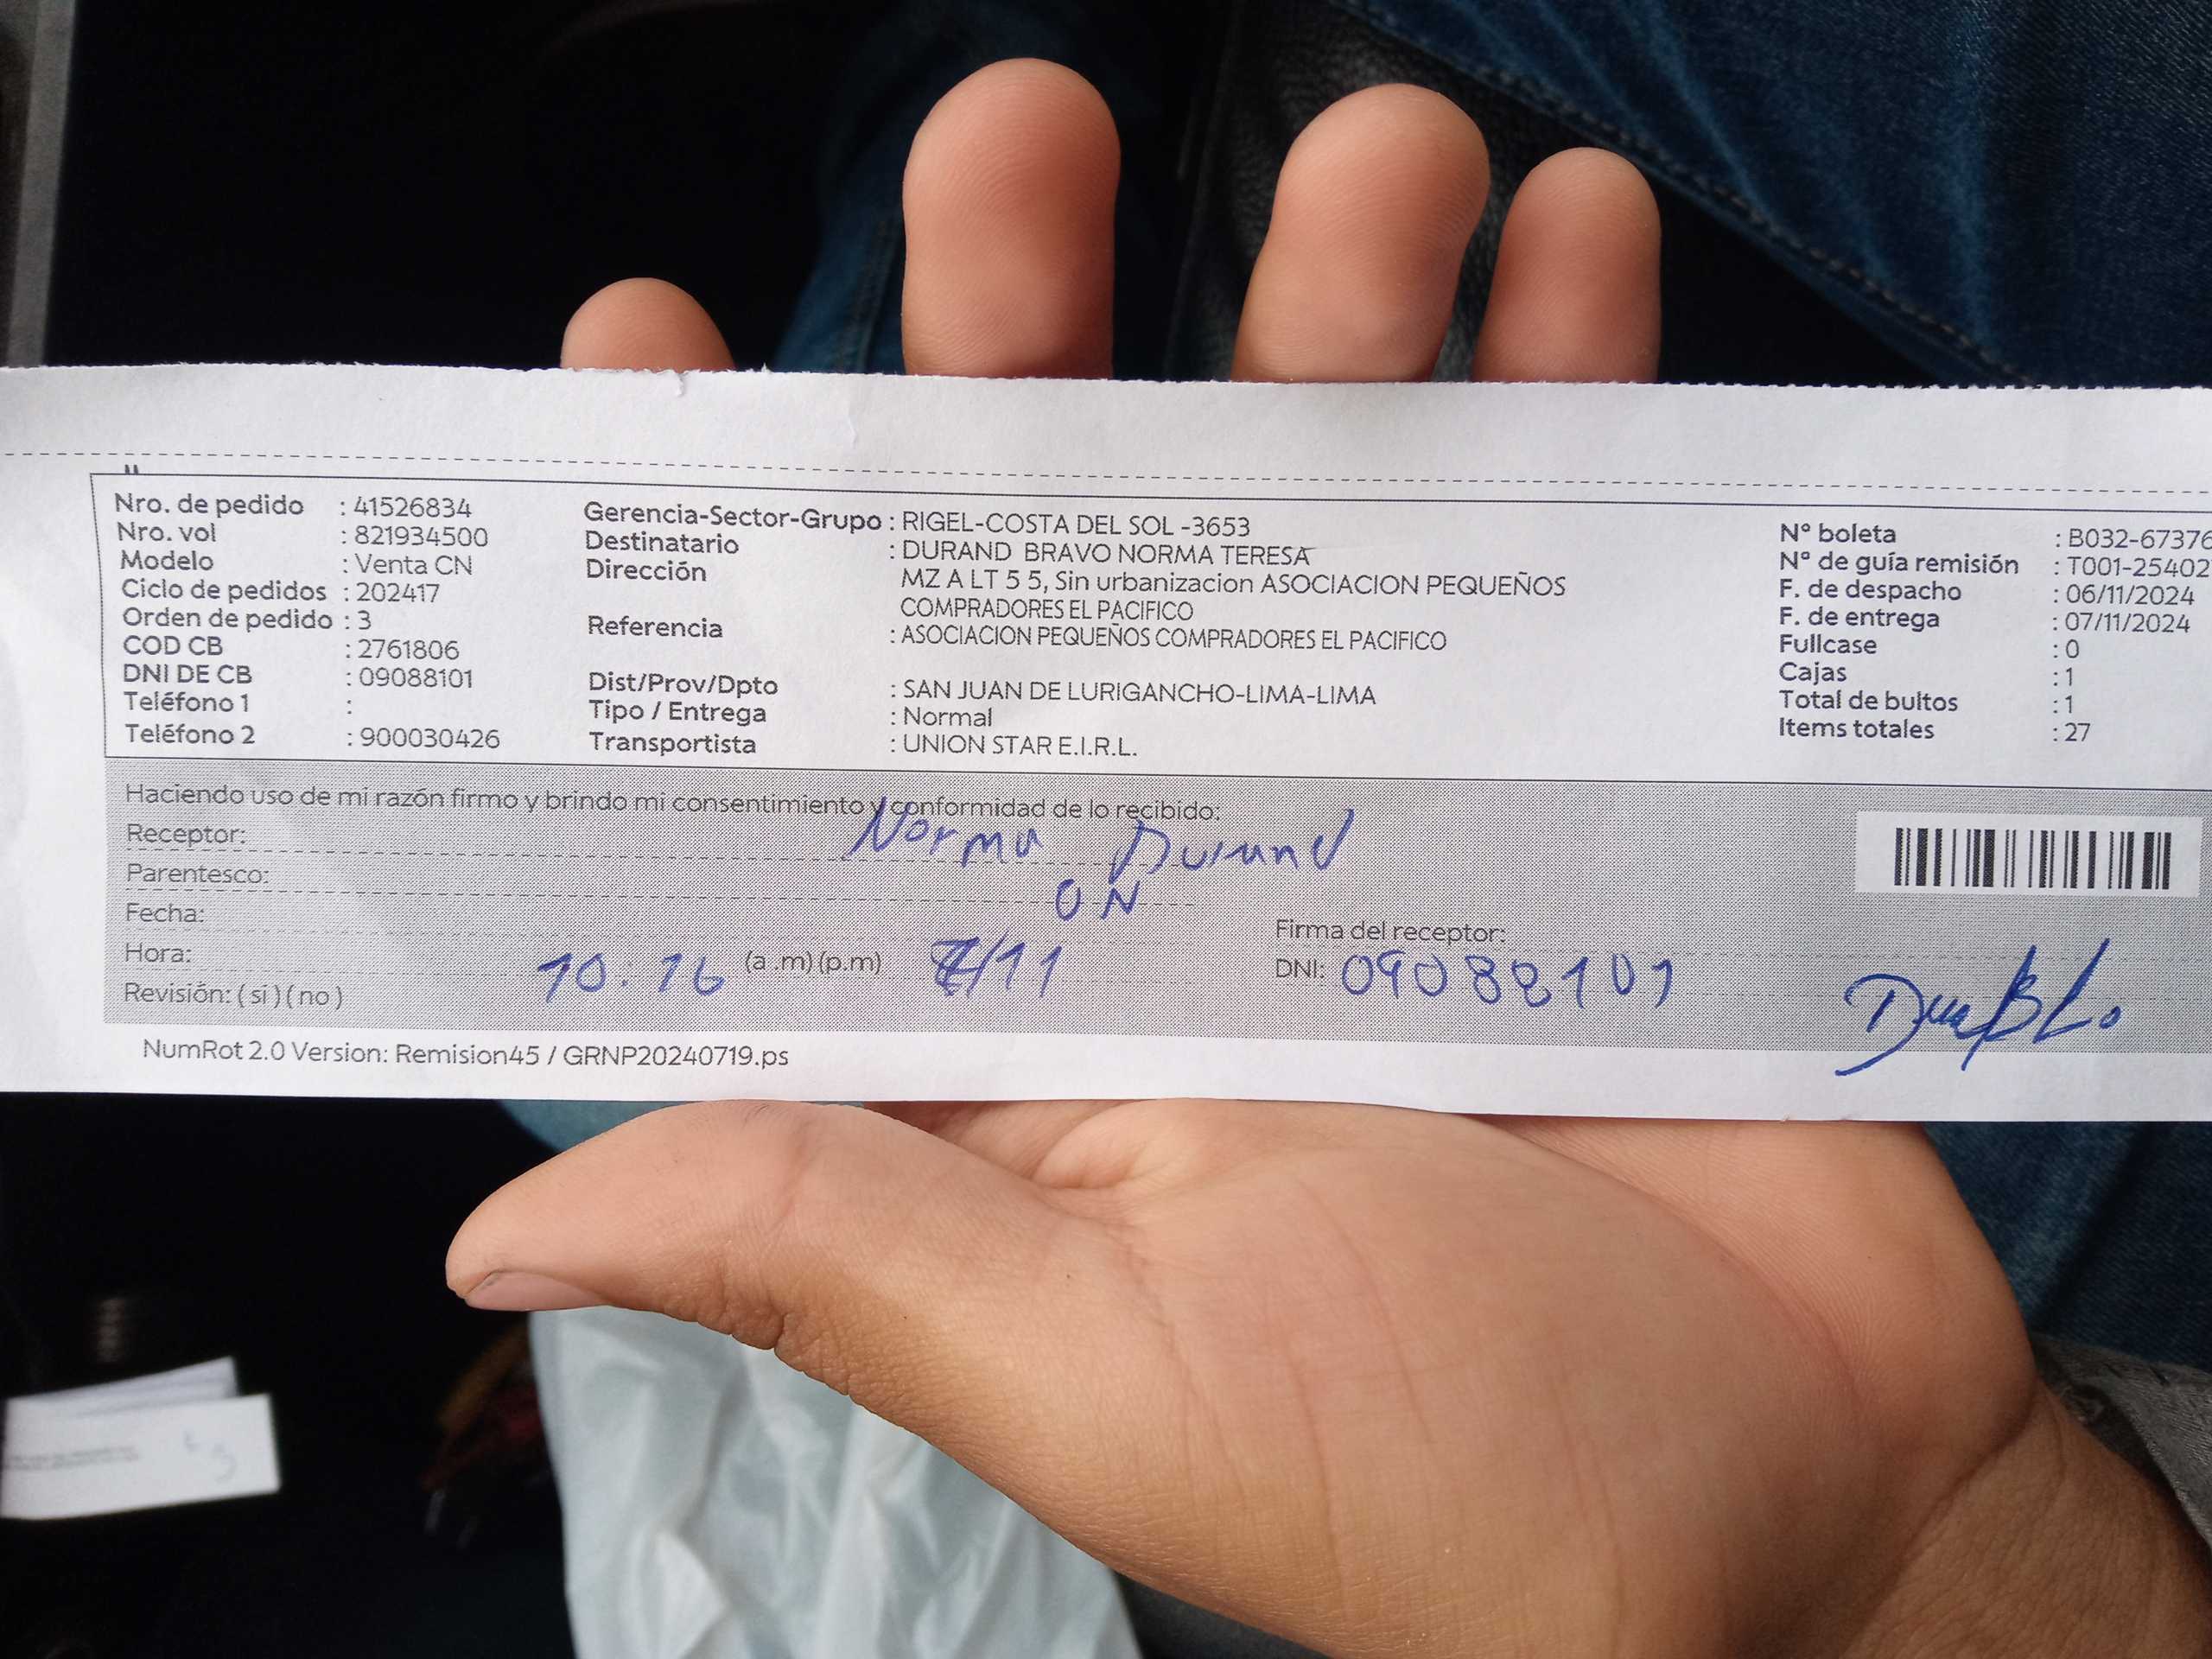 Nro. de pedido : 41526834
Nro. vol : 821934500
Modelo : Venta CN
Ciclo de pedidos : 202417
Orden de pedido : 3
COD CB : 2761806
DNI DE CB : 09088101
Teléfono 1 :
Teléfono 2 : 900030426
Gerencia-Sector-Grupo : RIGEL-COSTA DEL SOL -3653
Destinatario : DURAND BRAVO NORMA TERESA
Dirección MZ A LT 5 5, Sin urbanizacion ASOCIACION PEQUEÑOS
COMPRADORES EL PACIFICO
Referencia : ASOCIACION PEQUEÑOS COMPRADORES EL PACIFICO
Dist/Prov/Dpto : SAN JUAN DE LURIGANCHO-LIMA-LIMA
Tipo / Entrega : Normal
Transportista : UNION STAR E.I.R.L.
N° boleta : B032-67376
N° de guía remisión : T001-25402
F. de despacho : 06/11/2024
F. de entrega : 07/11/2024
Fullcase : 0
Cajas : 1
Total de bultos : 1
Items totales : 27
Haciendo uso de mi razón firmo y brindo mi consentimiento y conformidad de lo recibido:
Receptor: Norma Durand
Parentesco: ON
Fecha:
Hora: 10:16 (a .m) (p.m) 7/11
Revisión: ( si ) ( no )
Firma del receptor:
DNI: 09088101
NumRot 2.0 Version: Remision45 / GRNP20240719.ps